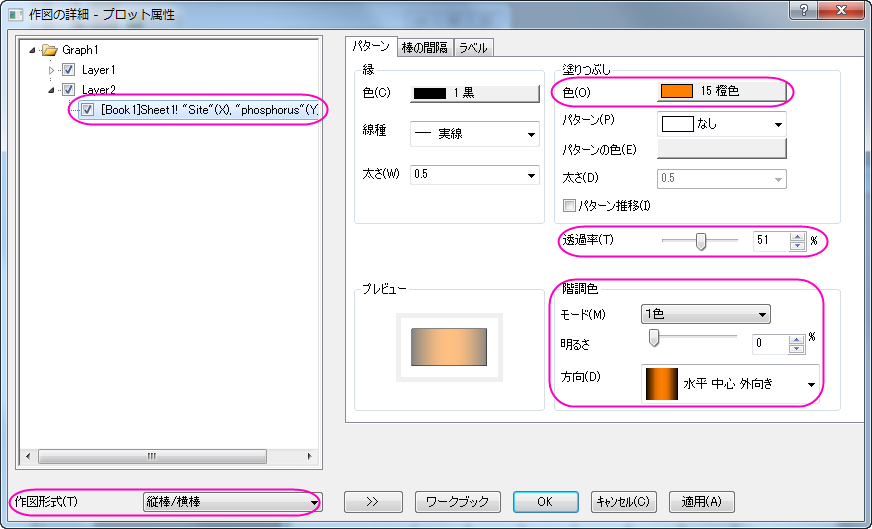 作図の詳細 - プロット属性
Graph1
Layer1
Layer2
[Book1]Sheet1! "Site"(X), "phosphorus"(Y
作図形式(T)
縦棒/横棒
パターン
棒の間隔
ラベル
縁
色(C)
1 黒
線種
実線
太さ(W)
0.5
塗りつぶし
色(O)
15 橙色
パターン(P)
なし
パターンの色(E)
太さ(D)
0.5
パターン推移(I)
透過率(T)
51
%
プレビュー
階調色
モード(M)
1色
明るさ
0
%
方向(D)
水平 中心 外向き
>>
ワークブック
OK
キャンセル(C)
適用(A)